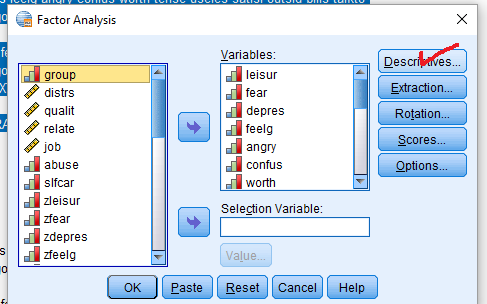 s feelg angry confus worth tense useles satisf outsid bills talkto
Factor Analysis
Variables:
group
distrs
qualit
relate
job
abuse
slfcar
zleisur
zfear
zdepres
zfeelg
leisur
fear
depres
feelg
angry
confus
worth
Selection Variable:
Value...
Descriptives...
Extraction...
Rotation...
Scores...
Options...
OK Paste Reset Cancel Help